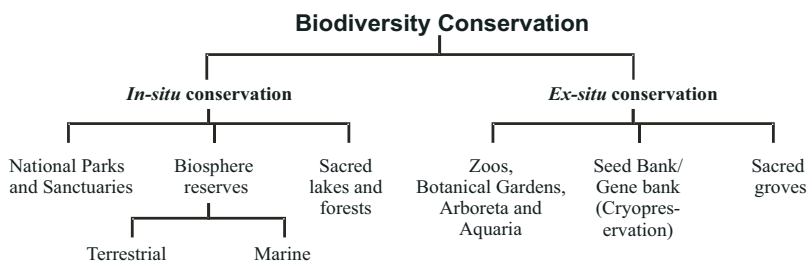 Biodiversity Conservation
In-situ conservation
Ex-situ conservation
National Parks
and Sanctuaries
Biosphere
reserves
Sacred
lakes and
forests
Zoos,
Botanical Gardens,
Arboreta and
Aquaria
Seed Bank/
Gene bank
(Cryopres-
ervation)
Sacred
groves
Terrestrial
Marine